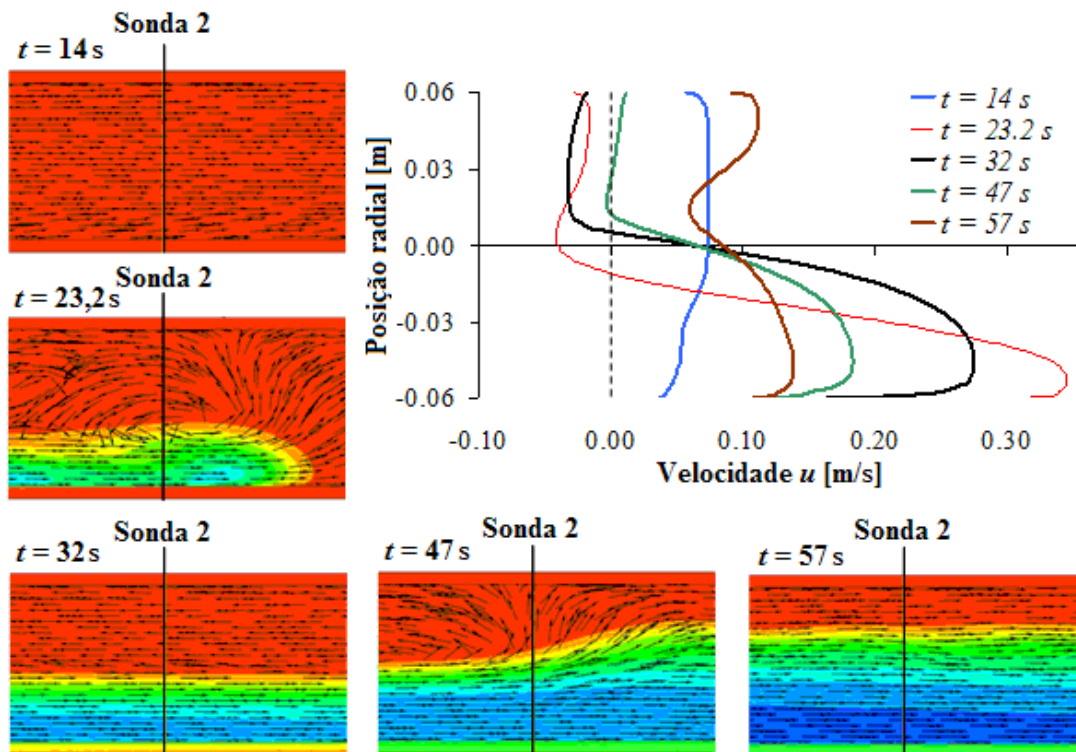 Sonda 2
t = 14 s
Sonda 2
t = 23,2 s
Sonda 2
t = 32 s
Sonda 2
t = 47 s
Sonda 2
t = 57 s
Posição radial [m]
0.06
0.03
0.00
-0.03
-0.06
-0.10
0.00
0.10
0.20
0.30
Velocidade u [m/s]
t = 14 s
t = 23.2 s
t = 32 s
t = 47 s
t = 57 s